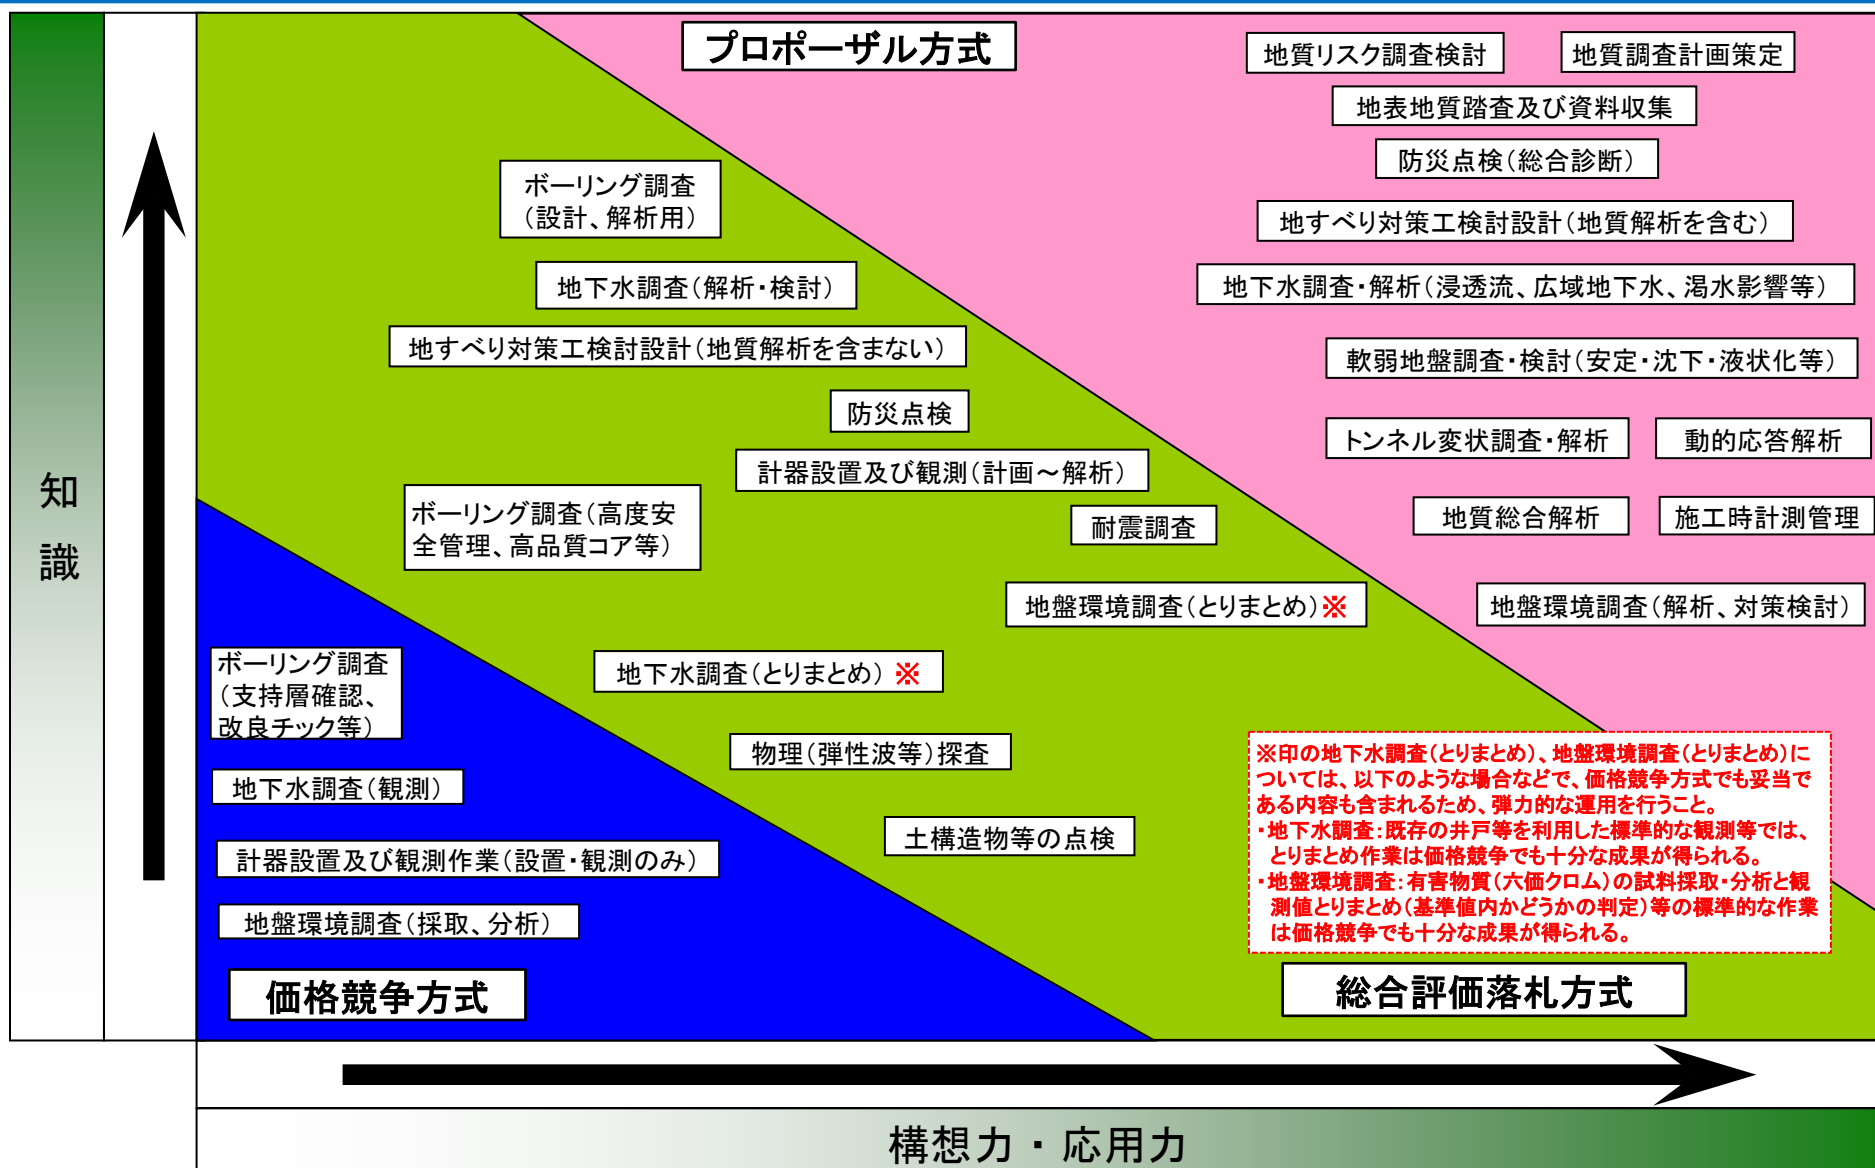 プロポーザル方式
地質リスク調査検討
地質調査計画策定
地表地質踏査及び資料収集
防災点検（総合診断）
地すべり対策工検討設計（地質解析を含む）
地下水調査・解析（浸透流、広域地下水、渇水影響等）
軟弱地盤調査・検討（安定・沈下・液状化等）
トンネル変状調査・解析
動的応答解析
地質総合解析
施工時計測管理
地盤環境調査（解析、対策検討）
ボーリング調査
（設計、解析用）
地下水調査（解析・検討）
地すべり対策工検討設計（地質解析を含まない）
防災点検
計器設置及び観測（計画～解析）
ボーリング調査（高度安
全管理、高品質コア等）
耐震調査
地盤環境調査（とりまとめ）※
地下水調査（とりまとめ）※
物理（弾性波等）探査
土構造物等の点検
総合評価落札方式
ボーリング調査
（支持層確認、
改良チック等）
地下水調査（観測）
計器設置及び観測作業（設置・観測のみ）
地盤環境調査（採取、分析）
価格競争方式
※印の地下水調査（とりまとめ）、地盤環境調査（とりまとめ）に
ついては、以下のような場合などで、価格競争方式でも妥当で
ある内容も含まれるため、弾力的な運用を行うこと。
・地下水調査：既存の井戸等を利用した標準的な観測等では、
とりまとめ作業は価格競争でも十分な成果が得られる。
・地盤環境調査：有害物質（六価クロム）の試料採取・分析と観
測値とりまとめ（基準値内かどうかの判定）等の標準的な作業
は価格競争でも十分な成果が得られる。
知
識
構想力・応用力